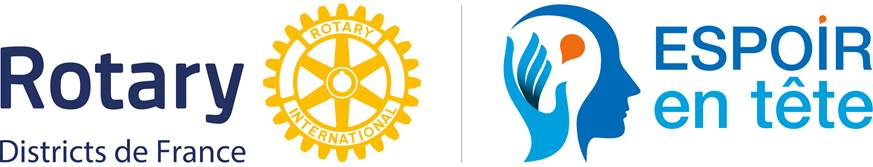 Rotary
Districts de France
ROTARY
INTERNATIONAL
ESPOIR
en tête